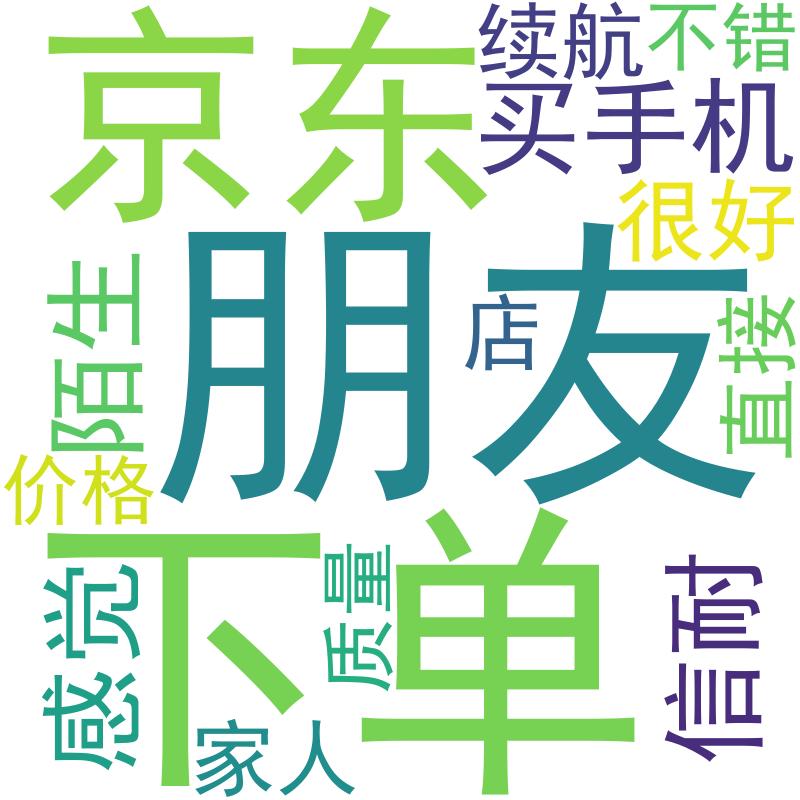 京东
续航
不错
买手机
很好
朋友
店
陌生
直接
价格
下单
质量
感觉
信耐
家人